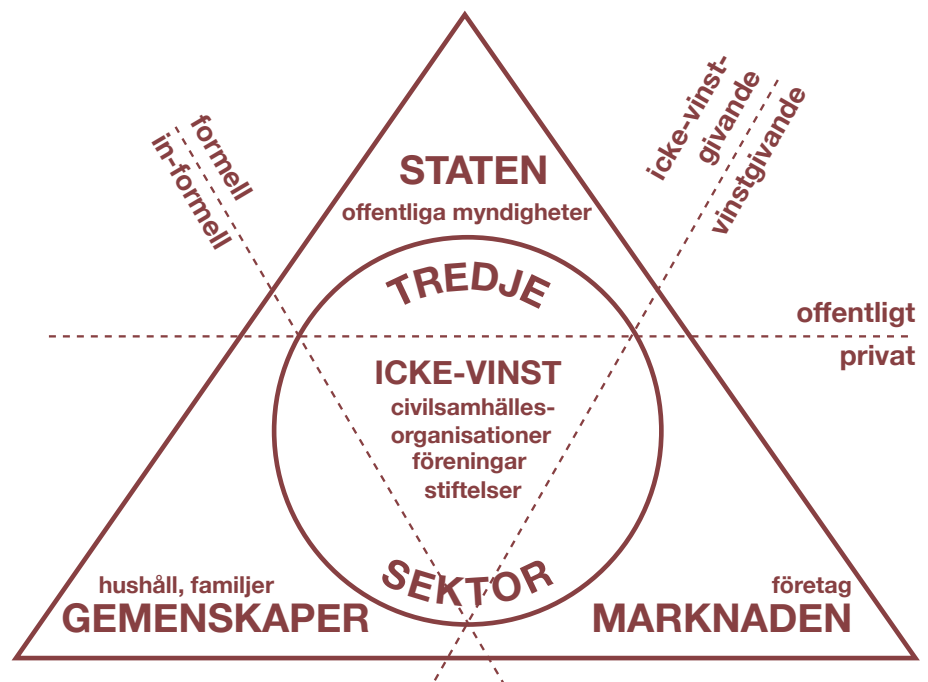 formell
in-formell
icke-vinst-
givande
vinstgivande
STATEN
offentliga myndigheter
TREDJE
offentligt
privat
ICKE-VINST
civilsamhälles-
organisationer
föreningar
stiftelser
SEKTOR
hushåll, familjer
GEMENSKAPER
företag
MARKNADEN